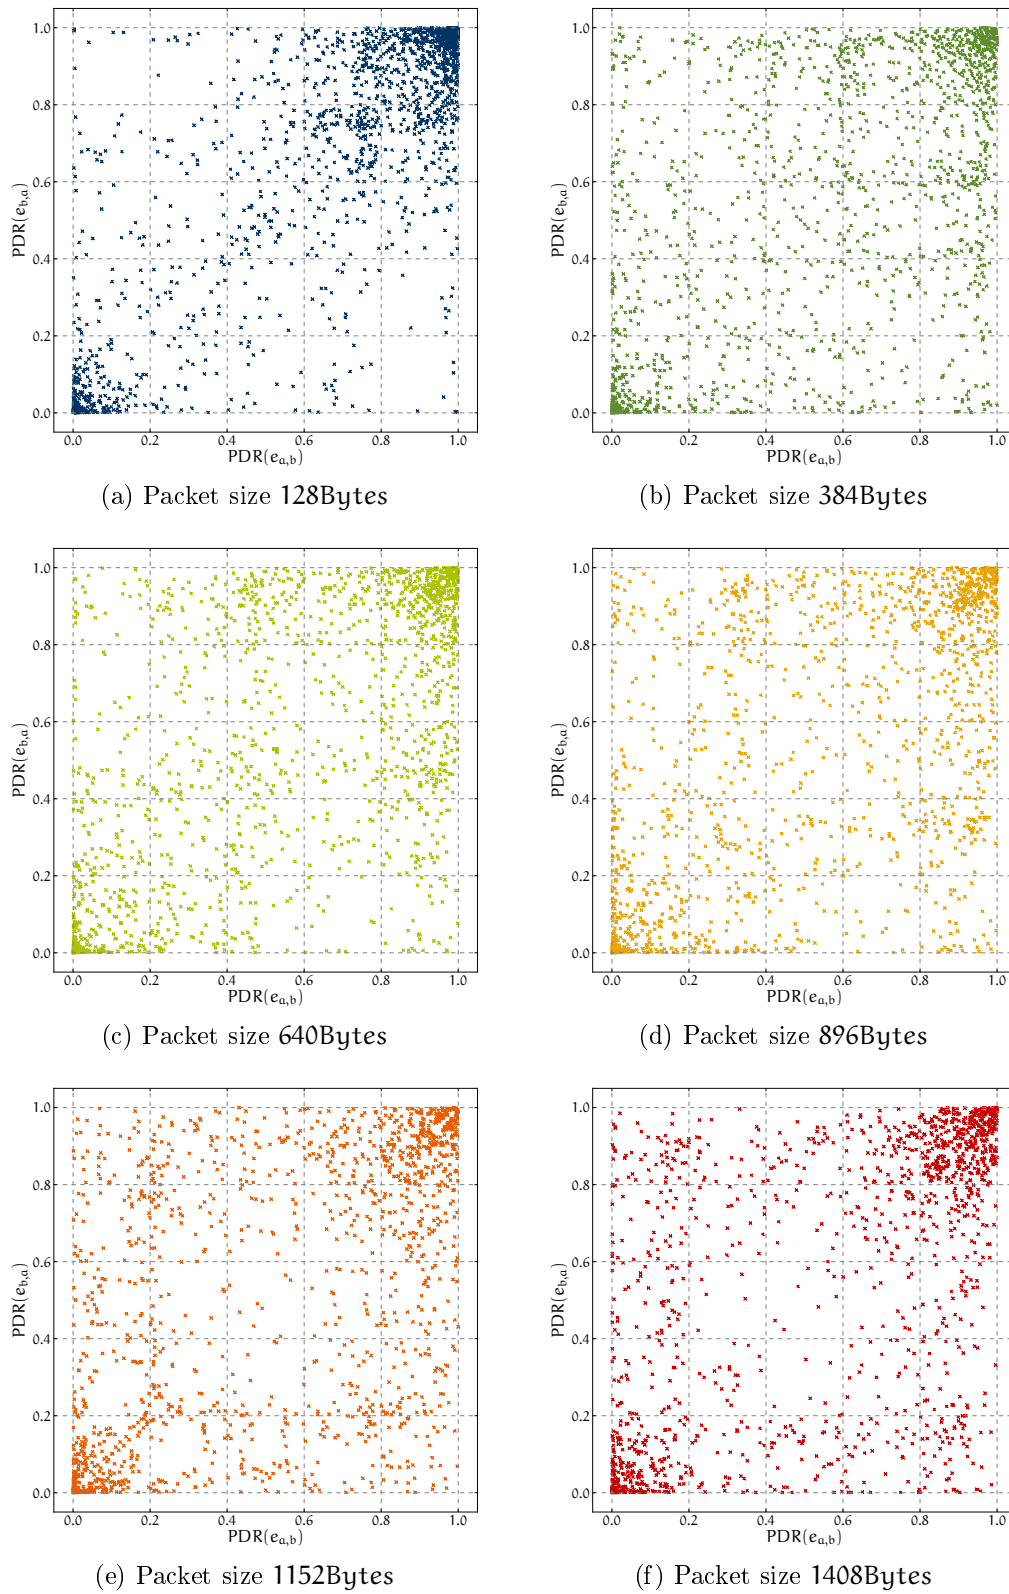 1.0
0.8
0.6
0.4
0.2
0.0
PDR(e_{b,a})
0.0 0.2 0.4 0.6 0.8 1.0
PDR(e_{a,b})
(a) Packet size 128Bytes
1.0
0.8
0.6
0.4
0.2
0.0
PDR(e_{b,a})
0.0 0.2 0.4 0.6 0.8 1.0
PDR(e_{a,b})
(b) Packet size 384Bytes
1.0
0.8
0.6
0.4
0.2
0.0
PDR(e_{b,a})
0.0 0.2 0.4 0.6 0.8 1.0
PDR(e_{a,b})
(c) Packet size 640Bytes
1.0
0.8
0.6
0.4
0.2
0.0
PDR(e_{b,a})
0.0 0.2 0.4 0.6 0.8 1.0
PDR(e_{a,b})
(d) Packet size 896Bytes
1.0
0.8
0.6
0.4
0.2
0.0
PDR(e_{b,a})
0.0 0.2 0.4 0.6 0.8 1.0
PDR(e_{a,b})
(e) Packet size 1152Bytes
1.0
0.8
0.6
0.4
0.2
0.0
PDR(e_{b,a})
0.0 0.2 0.4 0.6 0.8 1.0
PDR(e_{a,b})
(f) Packet size 1408Bytes